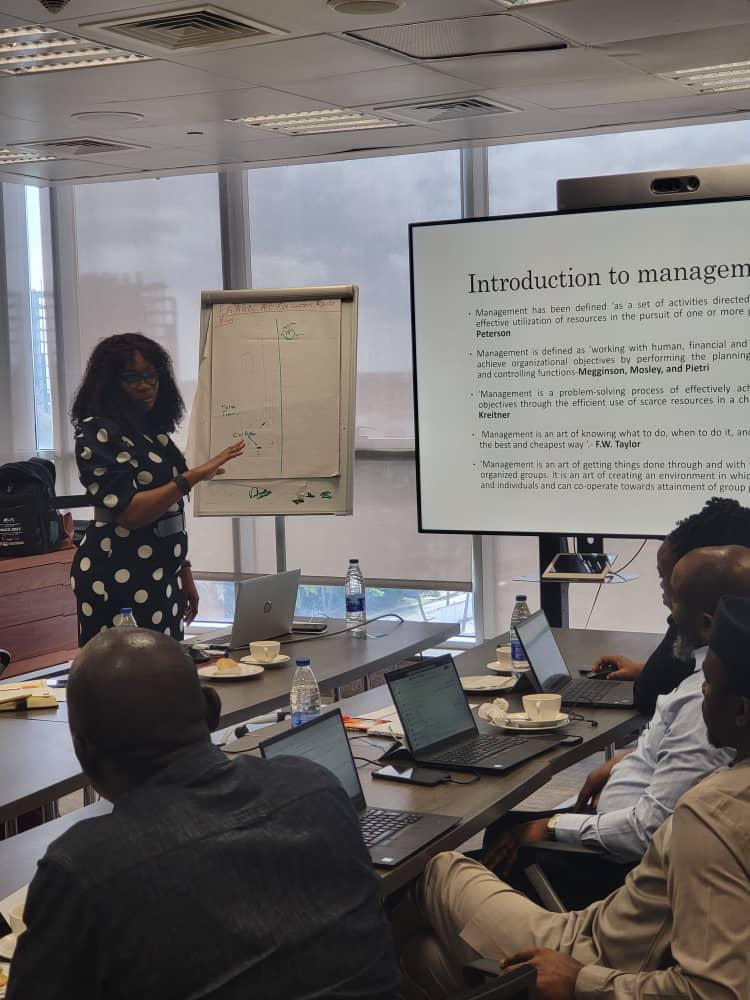 Introduction to managem
· Management has been defined 'as a set of activities directed
effective utilization of resources in the pursuit of one or more g
Peterson
· Management is defined as 'working with human, financial and
achieve organizational objectives by performing the planning
and controlling functions-Megginson, Mosley, and Pietri
· 'Management is a problem-solving process of effectively ac
objectives through the efficient use of scarce resources in a ch
Kreitner
· Management is an art of knowing what to do, when to do it, and
the best and cheapest way '.- F.W. Taylor
· 'Management is an art of getting things done through and with
organized groups. It is an art of creating an environment in whic
and individuals and can co-operate towards attainment of group g